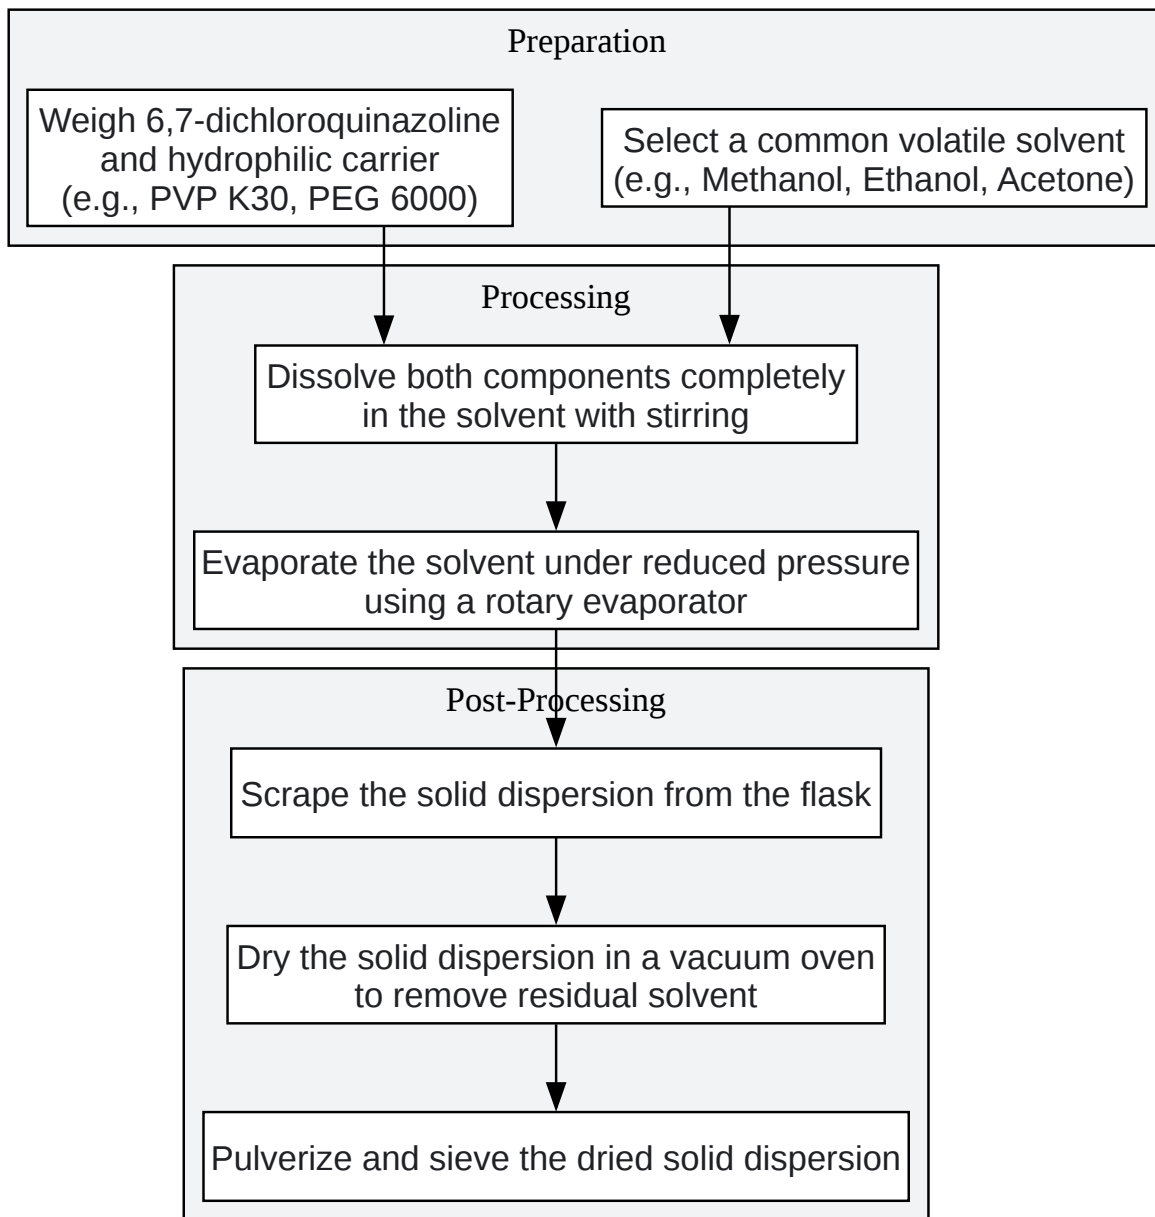 Preparation
Weigh 6,7-dichloroquinazoline
and hydrophilic carrier
(e.g., PVP K30, PEG 6000)
Select a common volatile solvent
(e.g., Methanol, Ethanol, Acetone)
Processing
Dissolve both components completely
in the solvent with stirring
Evaporate the solvent under reduced pressure
using a rotary evaporator
Post-Processing
Scrape the solid dispersion from the flask
Dry the solid dispersion in a vacuum oven
to remove residual solvent
Pulverize and sieve the dried solid dispersion